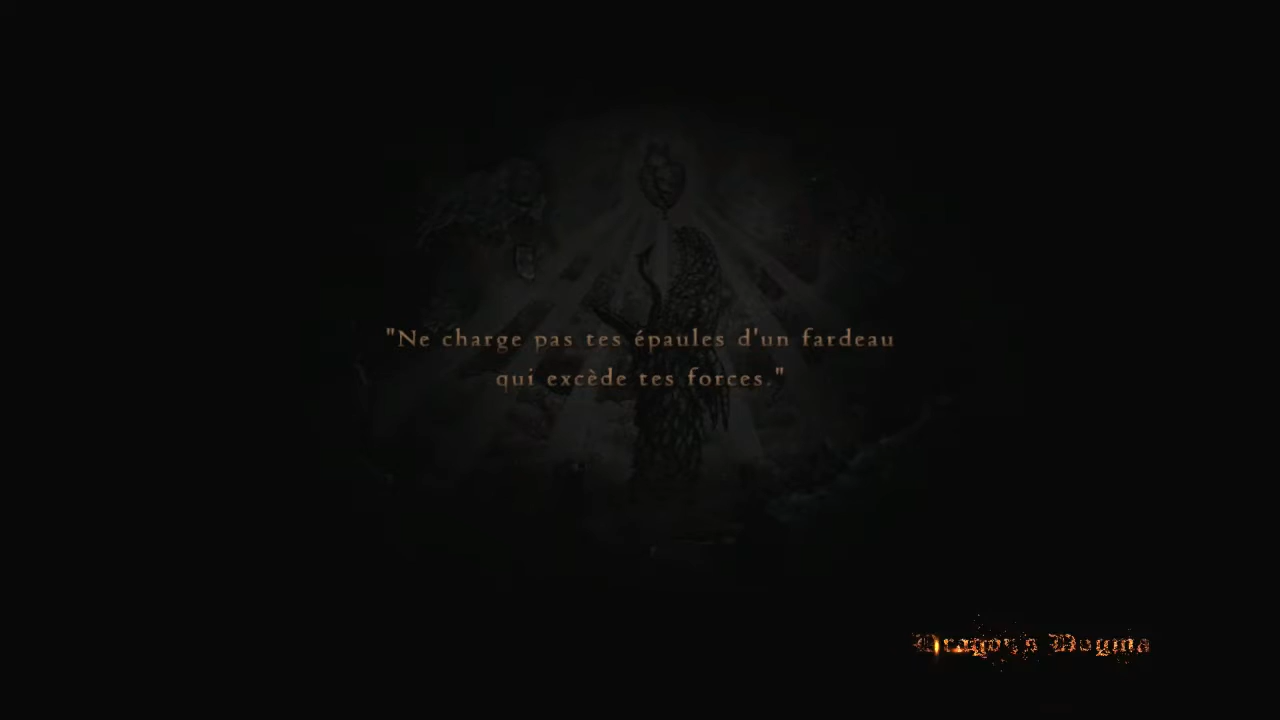 "Ne charge pas tes épaules d'un fardeau
qui excède tes forces."
Dragon's Dogma